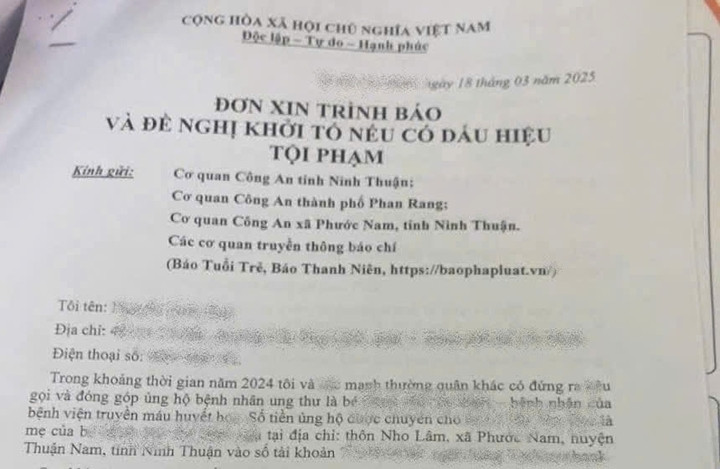 CỘNG HÒA XÃ HỘI CHỦ NGHĨA VIỆT NAM
Độc lập – Tự do – Hạnh phúc
ngày 18 tháng 03 năm 2025
ĐƠN XIN TRÌNH BÁO
VÀ ĐỀ NGHỊ KHỞI TỐ NẾU CÓ DẤU HIỆU
TỘI PHẠM
Kính gửi: Cơ quan Công An tỉnh Ninh Thuận;
Cơ quan Công An thành phố Phan Rang;
Cơ quan Công An xã Phước Nam, tỉnh Ninh Thuận.
Các cơ quan truyền thông báo chí
(Báo Tuổi Trẻ, Báo Thanh Niên, https://baophapluat.vn/)
Tôi tên:
Địa chỉ:
Điện thoại số:
Trong khoảng thời gian năm 2024 tôi và mạnh thường quân khác có đứng ra kêu
gọi và đóng góp ủng hộ bệnh nhân ung thư là bé – bệnh nhân của
bệnh viện truyền máu huyết học. Số tiền ủng hộ được chuyển cho là
mẹ của bé tại địa chỉ: thôn Nho Lâm, xã Phước Nam, huyện
Thuận Nam, tỉnh Ninh Thuận vào số tài khoản